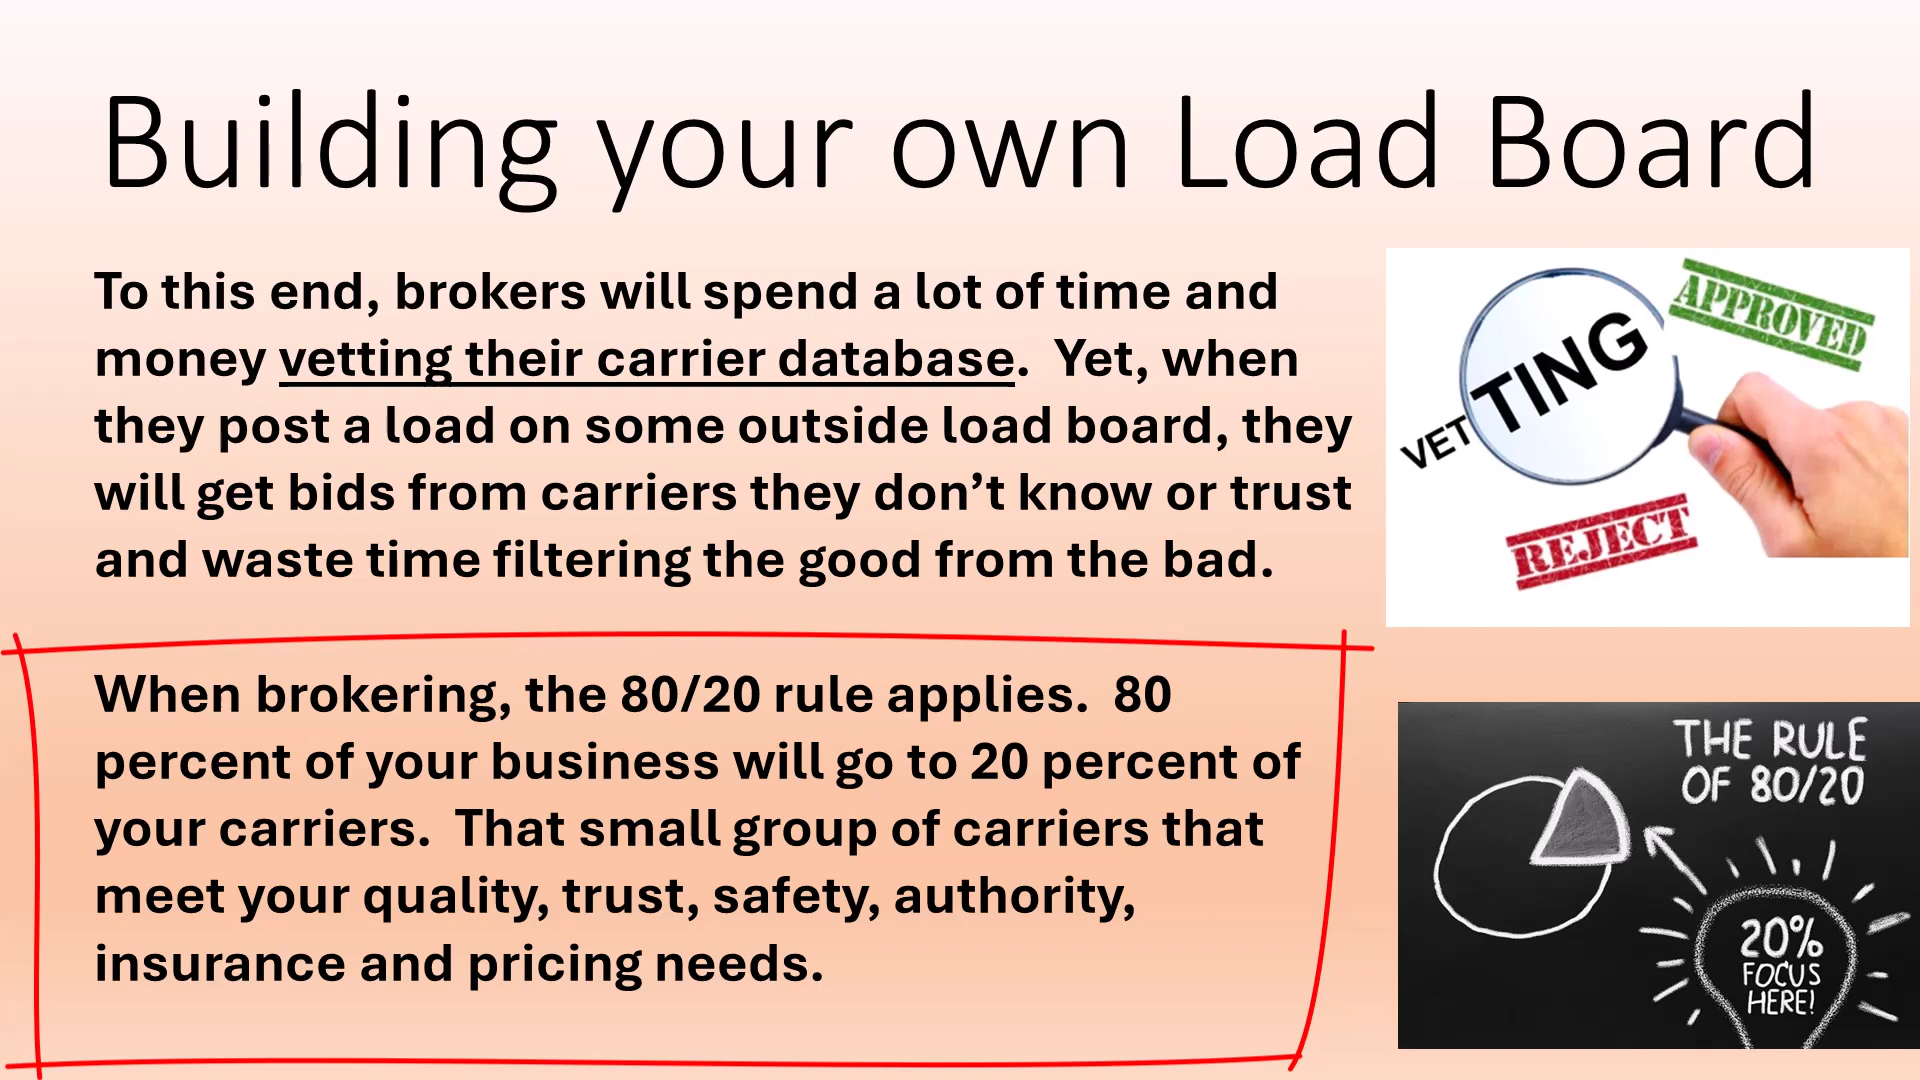 Building your own Load Board
To this end, brokers will spend a lot of time and
money vetting their carrier database.  Yet, when
they post a load on some outside load board, they
will get bids from carriers they don’t know or trust
and waste time filtering the good from the bad.
When brokering, the 80/20 rule applies.  80
percent of your business will go to 20 percent of
your carriers.  That small group of carriers that
meet your quality, trust, safety, authority,
insurance and pricing needs.
APPROVED
VETTING
REJECT
THE RULE
OF 80/20
20%
FOCUS
HERE!